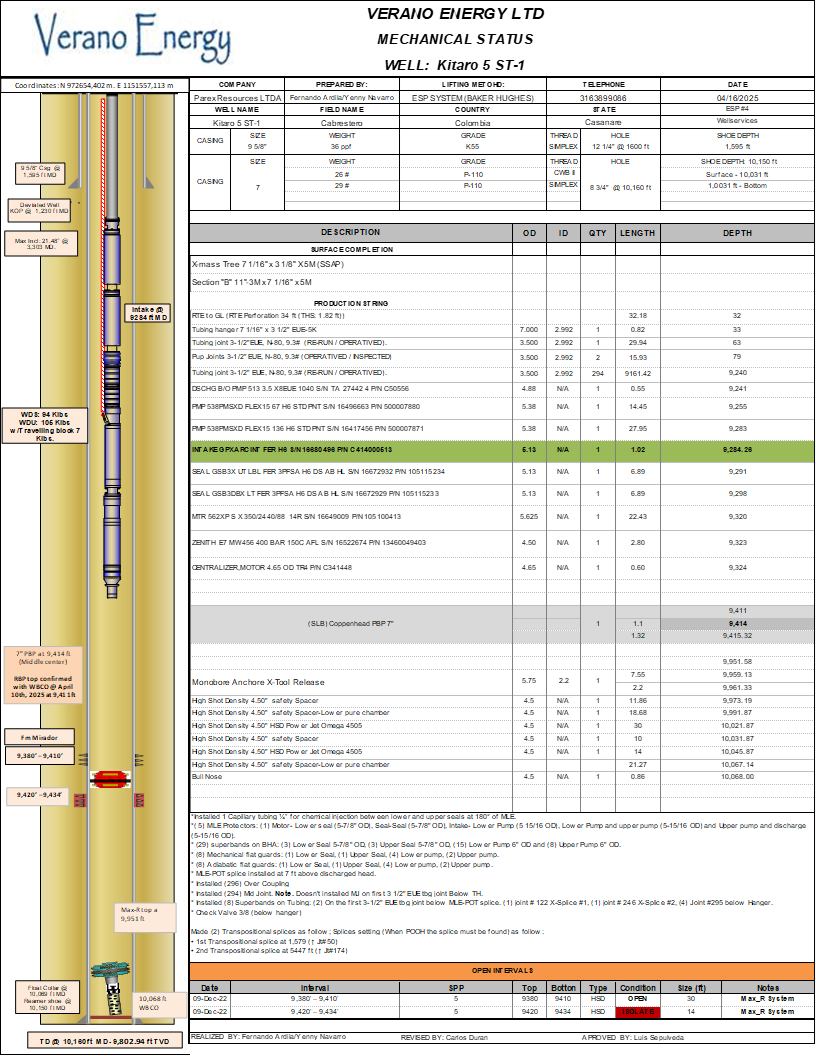 Verano Energy
VERANO ENERGY LTD
MECHANICAL STATUS
WELL: Kitaro 5 ST-1
Coordinates: N 972654,402 m. E 1151557,113 m
COMPANY PREPARED BY: LIFTING METOHD: TELEPHONE DATE
Parex Resources LTDA Fernando Ardila/Yenny Navarro ESP SYSTEM (BAKER HUGHES) 3163899086 04/16/2025
WELL NAME FIELD NAME COUNTRY STATE ESP #4
Kitaro 5 ST-1 Cabrestero Colombia Casanare Wellservices
CASING SIZE WEIGHT GRADE THREAD HOLE SHOE DEPTH
9 5/8" 36 ppf K55 SIMPLEX 12 1/4" @ 1600 ft 1,595 ft
CASING SIZE WEIGHT GRADE THREAD HOLE SHOE DEPTH: 10,150 ft
7 26 # P-110 CWB II 8 3/4" @ 10,160 ft Surface - 10,031 ft
29 # P-110 SIMPLEX 1,0031 ft - Bottom
9 5/8" Csg @
1,595 ft MD
Deviated Well
KOP @ 1,230 ft MD
Max Incl: 21.48° @
3,303 MD.
Intake @
9284 ft MD
WDS: 94 Klbs
WDU: 105 Klbs
w/Travelling block 7
Klbs.
7" PBP at 9,414 ft
(Middle center)
RBP top confirmed
with WBCO @ April
10th, 2025 at 9,411ft
Fm Mirador
9,380' – 9,410'
9,420' – 9,434'
Max-R top a
9,951 ft
Float Collar @
10,069 ft MD
Reamer shoe @
10,150 ft MD
10,068 ft
WBCO
TD @ 10,160ft MD- 9,802.94 ft TVD
DESCRIPTION OD ID QTY LENGTH DEPTH
SURFACE COMPLETION
X-mass Tree 7 1/16" x 3 1/8" X5M (SSAP)
Section "B" 11"-3M x 7 1/16" x 5M
PRODUCTION STRING
RTE to GL (RTE Perforation 34 ft (THS: 1.82 ft)) 32.18 32
Tubing hanger 7 1/16" x 3 1/2" EUE-5K 7.000 2.992 1 0.82 33
Tubing joint 3-1/2"EUE, N-80, 9.3# (RE-RUN / OPERATIVED). 3.500 2.992 1 29.94 63
Pup Joints 3-1/2" EUE, N-80, 9.3# (OPERATIVED / INSPECTED) 3.500 2.992 2 15.93 79
Tubing joint 3-1/2" EUE, N-80, 9.3# (RE-RUN / OPERATIVED). 3.500 2.992 294 9161.42 9,240
DSCHG B/O PMP 513 3.5 X8EUE 1040 S/N TA 27442 4 P/N C50556 4.88 N/A 1 0.55 9,241
PMP 538PMSXD FLEX15 67 H6 STDPNT S/N 16496663 P/N 500007880 5.38 N/A 1 14.45 9,255
PMP 538PMSXD FLEX15 136 H6 STDPNT S/N 16417456 P/N 500007871 5.38 N/A 1 27.95 9,283
INTAKE GPXARCINT FER H6 S/N 16680496 P/N C414000513 5.13 N/A 1 1.02 9,284.26
SEAL GSB3X UT LBL FER 3PFSA H6 DS AB HL S/N 16672932 P/N 105115234 5.13 N/A 1 6.89 9,291
SEAL GSB3DBX LT FER 3PFSA H6 DS AB HL S/N 16672929 P/N 105115233 5.13 N/A 1 6.89 9,298
MTR 562XP S X 350/2440/88 14R S/N 16649009 P/N 105100413 5.625 N/A 1 22.43 9,320
ZENITH E7 MW456 400 BAR 150C AFL S/N 16522674 P/N 13460049403 4.50 N/A 1 2.80 9,323
CENTRALIZER,MOTOR 4.65 OD TR4 P/N C341448 4.65 N/A 1 0.60 9,324
9,411
(SLB) Coppenhead PBP 7" 1 1.1 9,414
1.32 9,415.32
9,951.58
Monobore Anchore X-Tool Release 5.75 2.2 1 7.55 9,959.13
2.2 9,961.33
High Shot Density 4.50" safety Spacer 4.5 N/A 1 11.86 9,973.19
High Shot Density 4.50" safety Spacer-Lower pure chamber 4.5 N/A 1 18.68 9,991.87
High Shot Density 4.50" HSD Power Jet Omega 4505 4.5 N/A 1 30 10,021.87
High Shot Density 4.50" safety Spacer 4.5 N/A 1 10 10,031.87
High Shot Density 4.50" HSD Power Jet Omega 4505 4.5 N/A 1 14 10,045.87
High Shot Density 4.50" safety Spacer-Lower pure chamber 21.27 10,067.14
Bull Nose 4.5 N/A 1 0.86 10,068.00
*Installed 1 Capillary tubing ¼" for chemical injection between lower and upper seals at 180° of MLE.
*( 5) MLE Protectors: (1) Motor- Lower seal (5-7/8" OD), Seal-Seal (5-7/8" OD), Intake- Lower Pump (5 15/16 OD), Lower Pump and upper pump (5-15/16 OD) and Upper pump and discharge
(5-15/16 OD).
* (29) superbands on BHA: (3) Lower Seal 5-7/8" OD, (3) Upper Seal 5-7/8" OD, (15) Lower Pump 6" OD and (8) Upper Pump 6" OD.
* (8) Mechanical flat guards: (1) Lower Seal, (1) Upper Seal, (4) Lower pump, (2) Upper pump.
* (8) Adiabatic flat guards: (1) Lower Seal, (1) Upper Seal, (4) Lower pump, (2) Upper pump.
* MLE-POT splice installed at 7 ft above discharged head.
* Installed (296) Over Coupling
* Installed (294) Mid Joint. Note. Doesn't installed MJ on first 3 1/2" EUE tbg joint Below TH.
* Installed (8) Superbands on Tubing: (2) On the first 3-1/2" EUE tbg joint below MLE-POT splice. (1) joint # 122 X-Splice #1, (1) joint # 246 X-Splice #2, (4) Joint #295 below Hanger.
* Check Valve 3/8 (below hanger)
Made (2) Transpositional splices as follow; Splices setting (When POOH the splice must be found) as follow:
• 1st Transpositional splice at 1,579 (↑ Jt#50)
• 2nd Transpositional splice at 5447 ft (↑ Jt#174)
OPEN INTERVALS
Date Interval SPP Top Botton Type Condition Size (ft) Notes
09-Dec-22 9,380' – 9,410' 5 9380 9410 HSD OPEN 30 Max_R System
09-Dec-22 9,420' – 9,434' 5 9420 9434 HSD ISOLATE 14 Max_R System
REALIZED BY: Fernando Ardila/Yenny Navarro REVISED BY: Carlos Duran APROVED BY: Luis Sepulveda